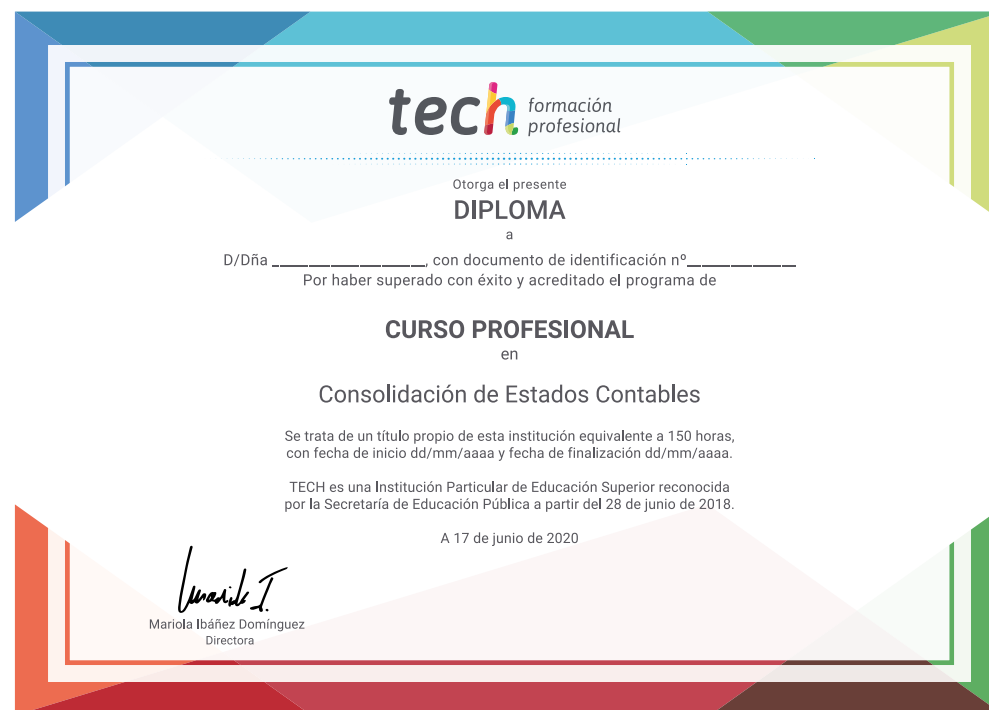 tech formación
profesional
Otorga el presente
DIPLOMA
a
D/Dña ____________________, con documento de identificación nº______________
Por haber superado con éxito y acreditado el programa de
CURSO PROFESIONAL
en
Consolidación de Estados Contables
Se trata de un título propio de esta institución equivalente a 150 horas,
con fecha de inicio dd/mm/aaaa y fecha de finalización dd/mm/aaaa.
TECH es una Institución Particular de Educación Superior reconocida
por la Secretaría de Educación Pública a partir del 28 de junio de 2018.
A 17 de junio de 2020
Mariola I.
Mariola Ibáñez Domínguez
Directora